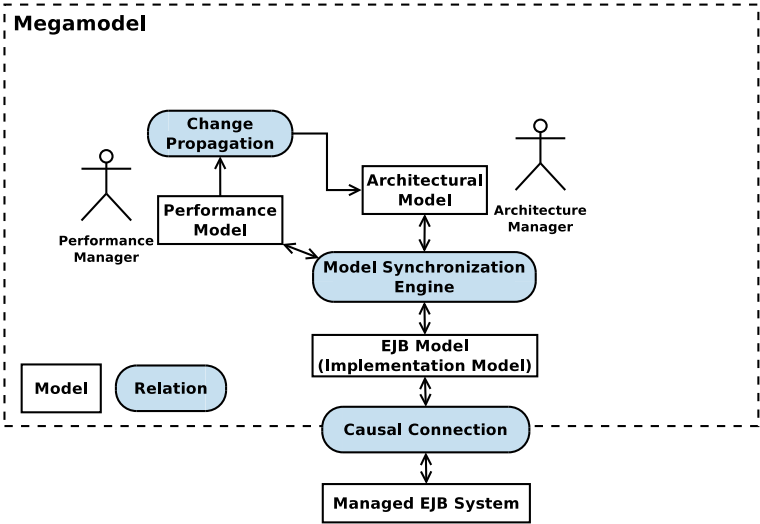 Megamodel
Change
Propagation
Architectural
Model
Performance
Model
Performance
Manager
Architecture
Manager
Model Synchronization
Engine
EJB Model
(Implementation Model)
Model
Relation
Causal Connection
Managed EJB System